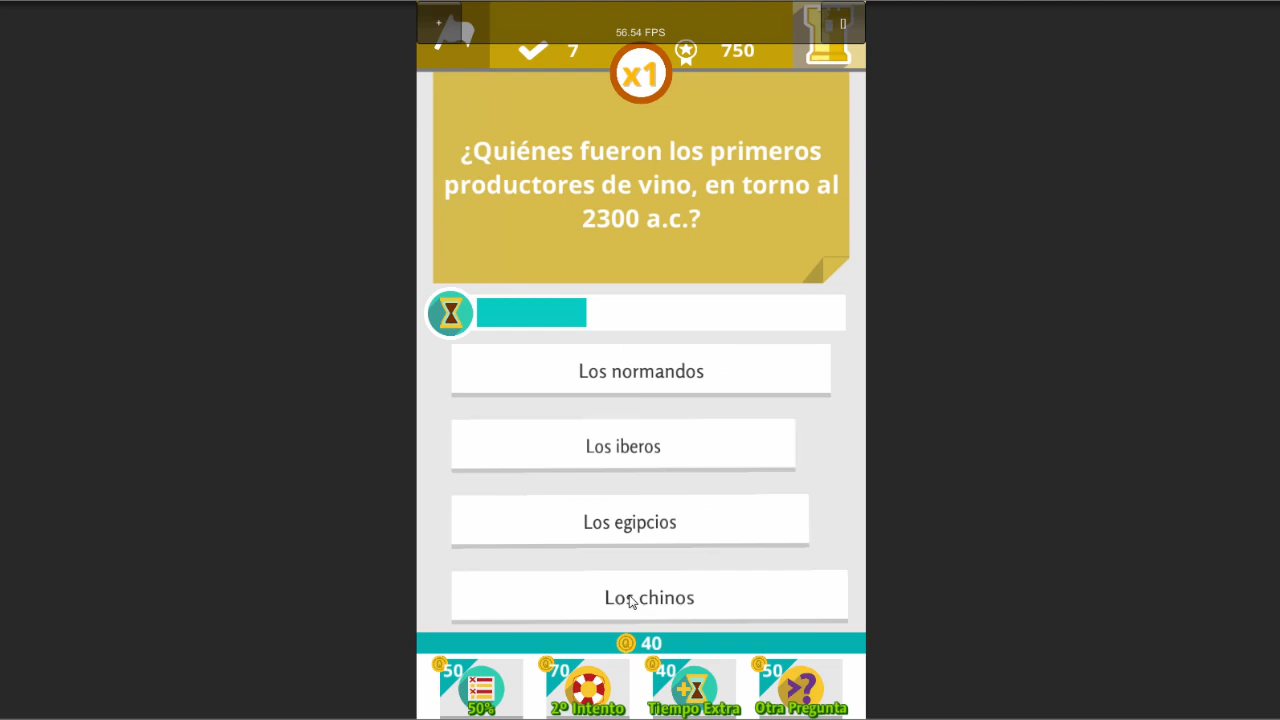 +
56.54 FPS
[]
7
750
x1
¿Quiénes fueron los primeros
productores de vino, en torno al
2300 a.c.?
Los normandos
Los iberos
Los egipcios
Los chinos
40
50
70
40
50
50%
2º Intento
Tiempo Extra
Otra Pregunta